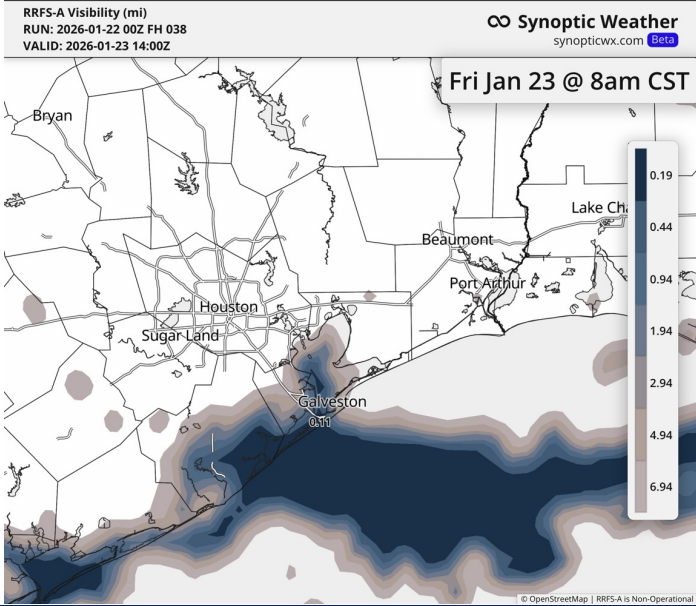 RRFS-A Visibility (mi)
RUN: 2026-01-22 00Z FH 038
VALID: 2026-01-23 14:00Z
Synoptic Weather
synopticwx.com Beta
Fri Jan 23 @ 8am CST
Bryan
0.19
Lake Cha
0.44
Beaumont
0.94
Port Arthur
Houston
1.94
Sugar Land
2.94
Galveston
0.11
4.94
6.94
© OpenStreetMap | RRFS-A is Non-Operational